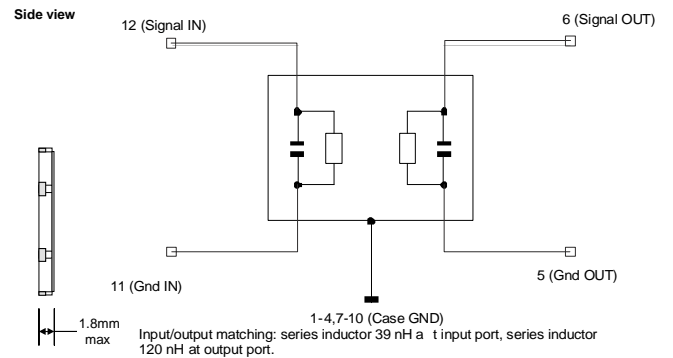 Side view
12 (Signal IN)
6 (Signal OUT)
11 (Gnd IN)
5 (Gnd OUT)
1-4,7-10 (Case GND)
1.8mm
max
Input/output matching: series inductor 39 nH a t input port, series inductor
120 nH at output port.